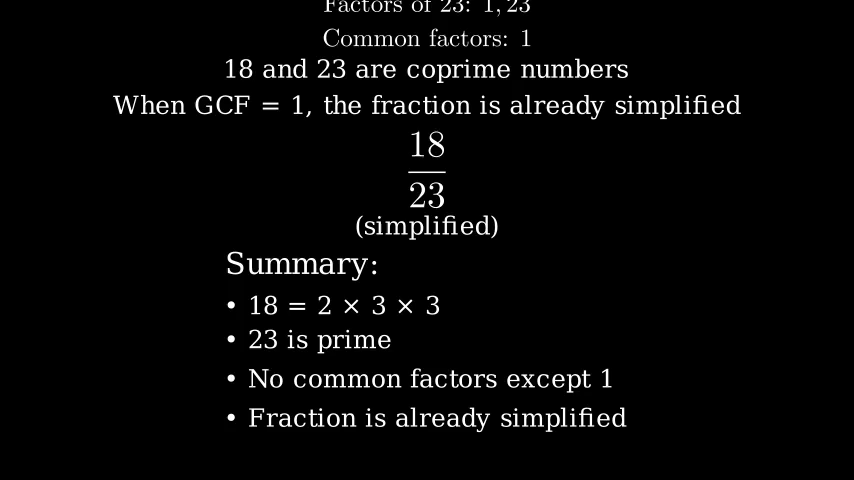 Factors of 23: 1, 23
Common factors: 1
18 and 23 are coprime numbers
When GCF = 1, the fraction is already simplified
18
23
(simplified)
Summary:
• 18 = 2 × 3 × 3
• 23 is prime
• No common factors except 1
• Fraction is already simplified